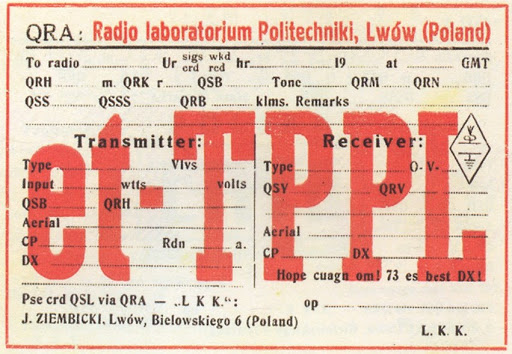 QRA: Radjo laboratorjum Politechniki, Lwów (Poland)
To radio Ur sigs wkd crd rcd hr 19 at GMT
QRH m. QRK r QSB Tone QRM QRN
QSS QSSS QRB klms. Remarks
et-TPPL
Transmitter: Receiver:
Type Vlvs Type O-V-
Input wtts volts QSY QRV
QSB QRH
Aerial Aerial
CP Rdn a. CP DX
DX Hope cuagn om! 73 es best DX!
Pse crd QSL via QRA — „L K K.": op
J. ZIEMBICKI, Lwów, Bielowskiego 6 (Poland)
L. K. K.